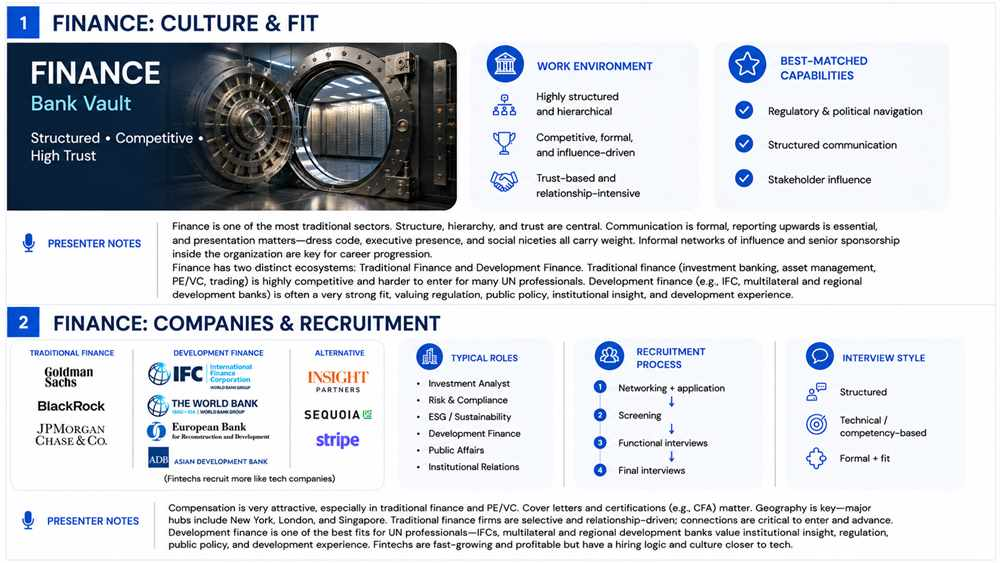 1 FINANCE: CULTURE & FIT
FINANCE
Bank Vault
Structured • Competitive •
High Trust
WORK ENVIRONMENT
Highly structured
and hierarchical
Competitive, formal,
and influence-driven
Trust-based and
relationship-intensive
BEST-MATCHED
CAPABILITIES
Regulatory & political navigation
Structured communication
Stakeholder influence
PRESENTER NOTES
Finance is one of the most traditional sectors. Structure, hierarchy, and trust are central. Communication is formal, reporting upwards is essential,
and presentation matters—dress code, executive presence, and social niceties all carry weight. Informal networks of influence and senior sponsorship
inside the organization are key for career progression.
Finance has two distinct ecosystems: Traditional Finance and Development Finance. Traditional finance (investment banking, asset management,
PE/VC, trading) is highly competitive and harder to enter for many UN professionals. Development finance (e.g., IFC, multilateral and regional
development banks) is often a very strong fit, valuing regulation, public policy, institutional insight, and development experience.
2 FINANCE: COMPANIES & RECRUITMENT
TRADITIONAL FINANCE
Goldman
Sachs
BlackRock
JPMORGAN
CHASE & CO.
DEVELOPMENT FINANCE
IFC
International
Finance
Corporation
WORLD BANK GROUP
THE WORLD BANK
IBRD • IDA | WORLD BANK GROUP
European Bank
for Reconstruction and Development
ADB ASIAN DEVELOPMENT BANK
ALTERNATIVE
INSIGHT
PARTNERS
SEQUOIA
stripe
(Fintechs recruit more like tech companies)
TYPICAL ROLES
• Investment Analyst
• Risk & Compliance
• ESG / Sustainability
• Development Finance
• Public Affairs
• Institutional Relations
RECRUITMENT
PROCESS
1 Networking + application
2 Screening
3 Functional interviews
4 Final interviews
INTERVIEW STYLE
Structured
Technical /
competency-based
Formal + fit
PRESENTER NOTES
Compensation is very attractive, especially in traditional finance and PE/VC. Cover letters and certifications (e.g., CFA) matter. Geography is key—major
hubs include New York, London, and Singapore. Traditional finance firms are selective and relationship-driven; connections are critical to enter and advance.
Development finance is one of the best fits for UN professionals—IFCs, multilateral and regional development banks value institutional insight, regulation,
public policy, and development experience. Fintechs are fast-growing and profitable but have a hiring logic and culture closer to tech.